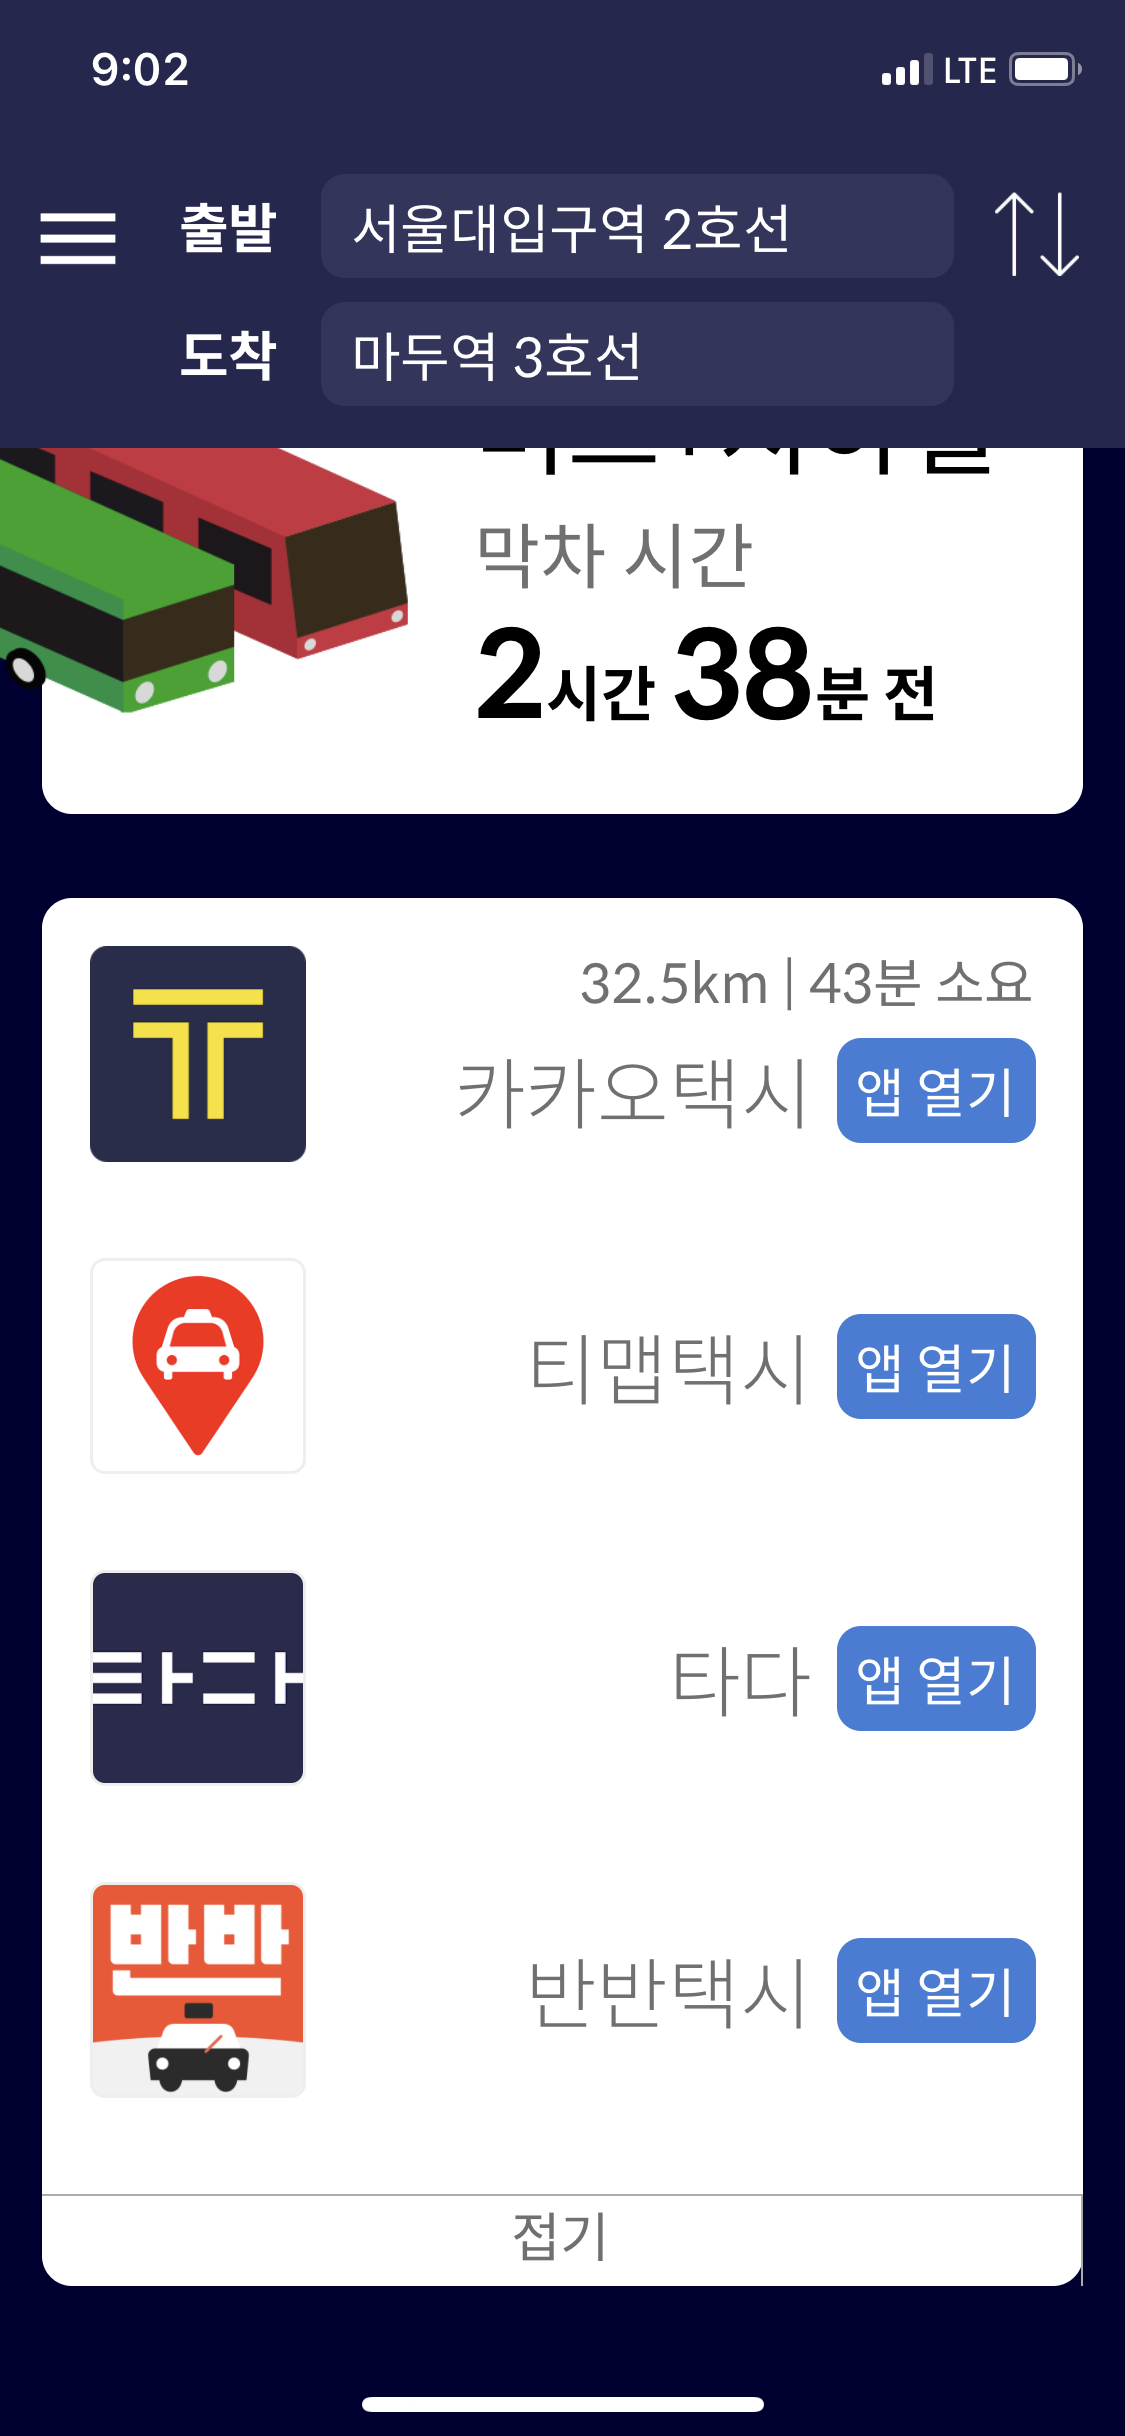 9:02
LTE
출발 서울대입구역 2호선
도착 마두역 3호선
막차 시간
2시간 38분 전
32.5km | 43분 소요
카카오택시 앱 열기
티맵택시 앱 열기
타다
타다 앱 열기
반반
반반택시 앱 열기
접기